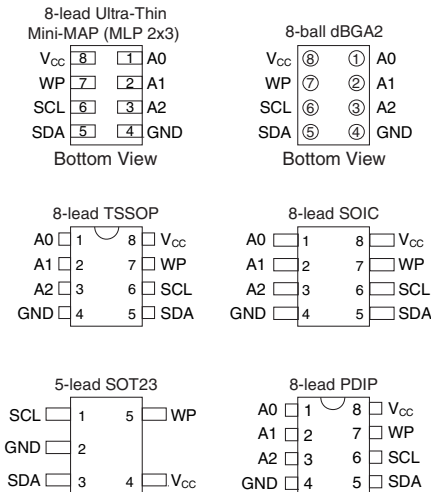 8-lead Ultra-Thin
Mini-MAP (MLP 2x3)
VCC 8 1 A0
WP 7 2 A1
SCL 6 3 A2
SDA 5 4 GND
Bottom View
8-ball dBGA2
VCC 8 1 A0
WP 7 2 A1
SCL 6 3 A2
SDA 5 4 GND
Bottom View
8-lead TSSOP
A0 1 8 VCC
A1 2 7 WP
A2 3 6 SCL
GND 4 5 SDA
8-lead SOIC
A0 1 8 VCC
A1 2 7 WP
A2 3 6 SCL
GND 4 5 SDA
5-lead SOT23
SCL 1 5 WP
GND 2
SDA 3 4 VCC
8-lead PDIP
A0 1 8 VCC
A1 2 7 WP
A2 3 6 SCL
GND 4 5 SDA